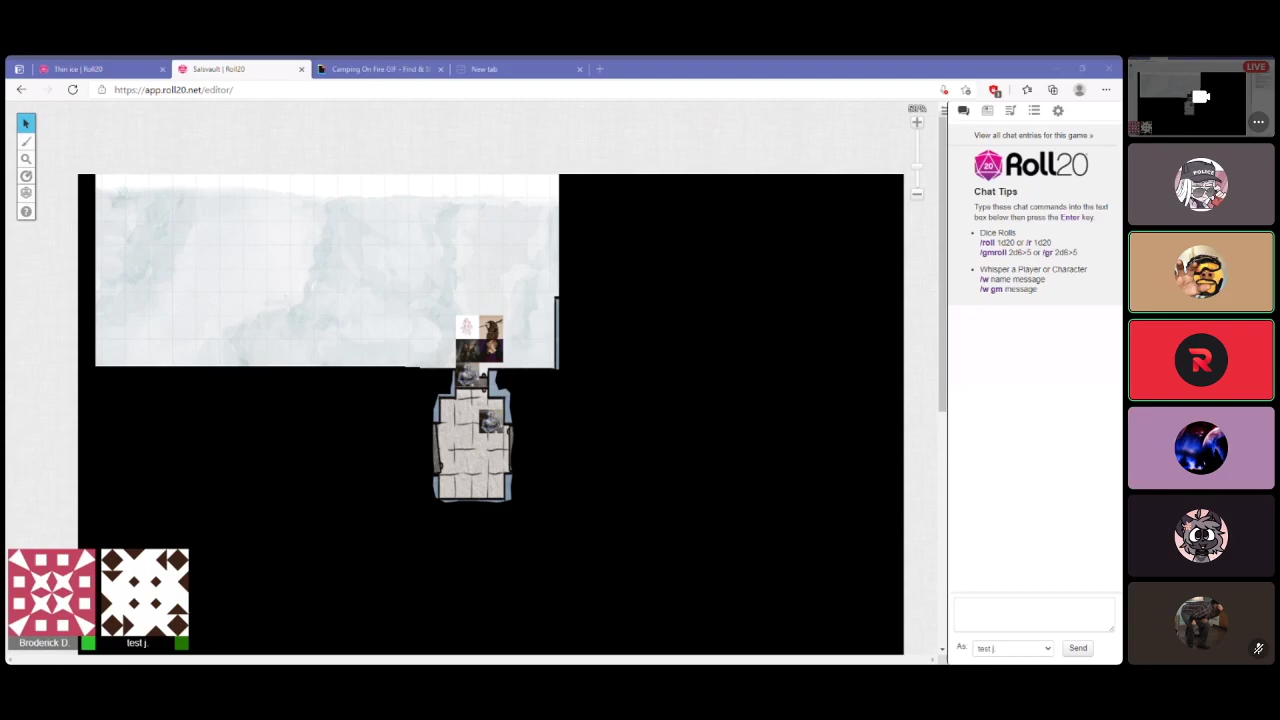 Thin ice | Roll20
Saltvault | Roll20
Camping On Fire GIF - Find & S
New tab
https://app.roll20.net/editor/
LIVE
View all chat entries for this game »
20
Roll20
Chat Tips
Type these chat commands into the text
box below then press the Enter key.
Dice Rolls
/roll 1d20 or /r 1d20
/gmroll 2d6>5 or /gr 2d6>5
Whisper a Player or Character
/w name message
/w gm message
POLICE
R
Broderick D.
test j.
As:
test j.
Send